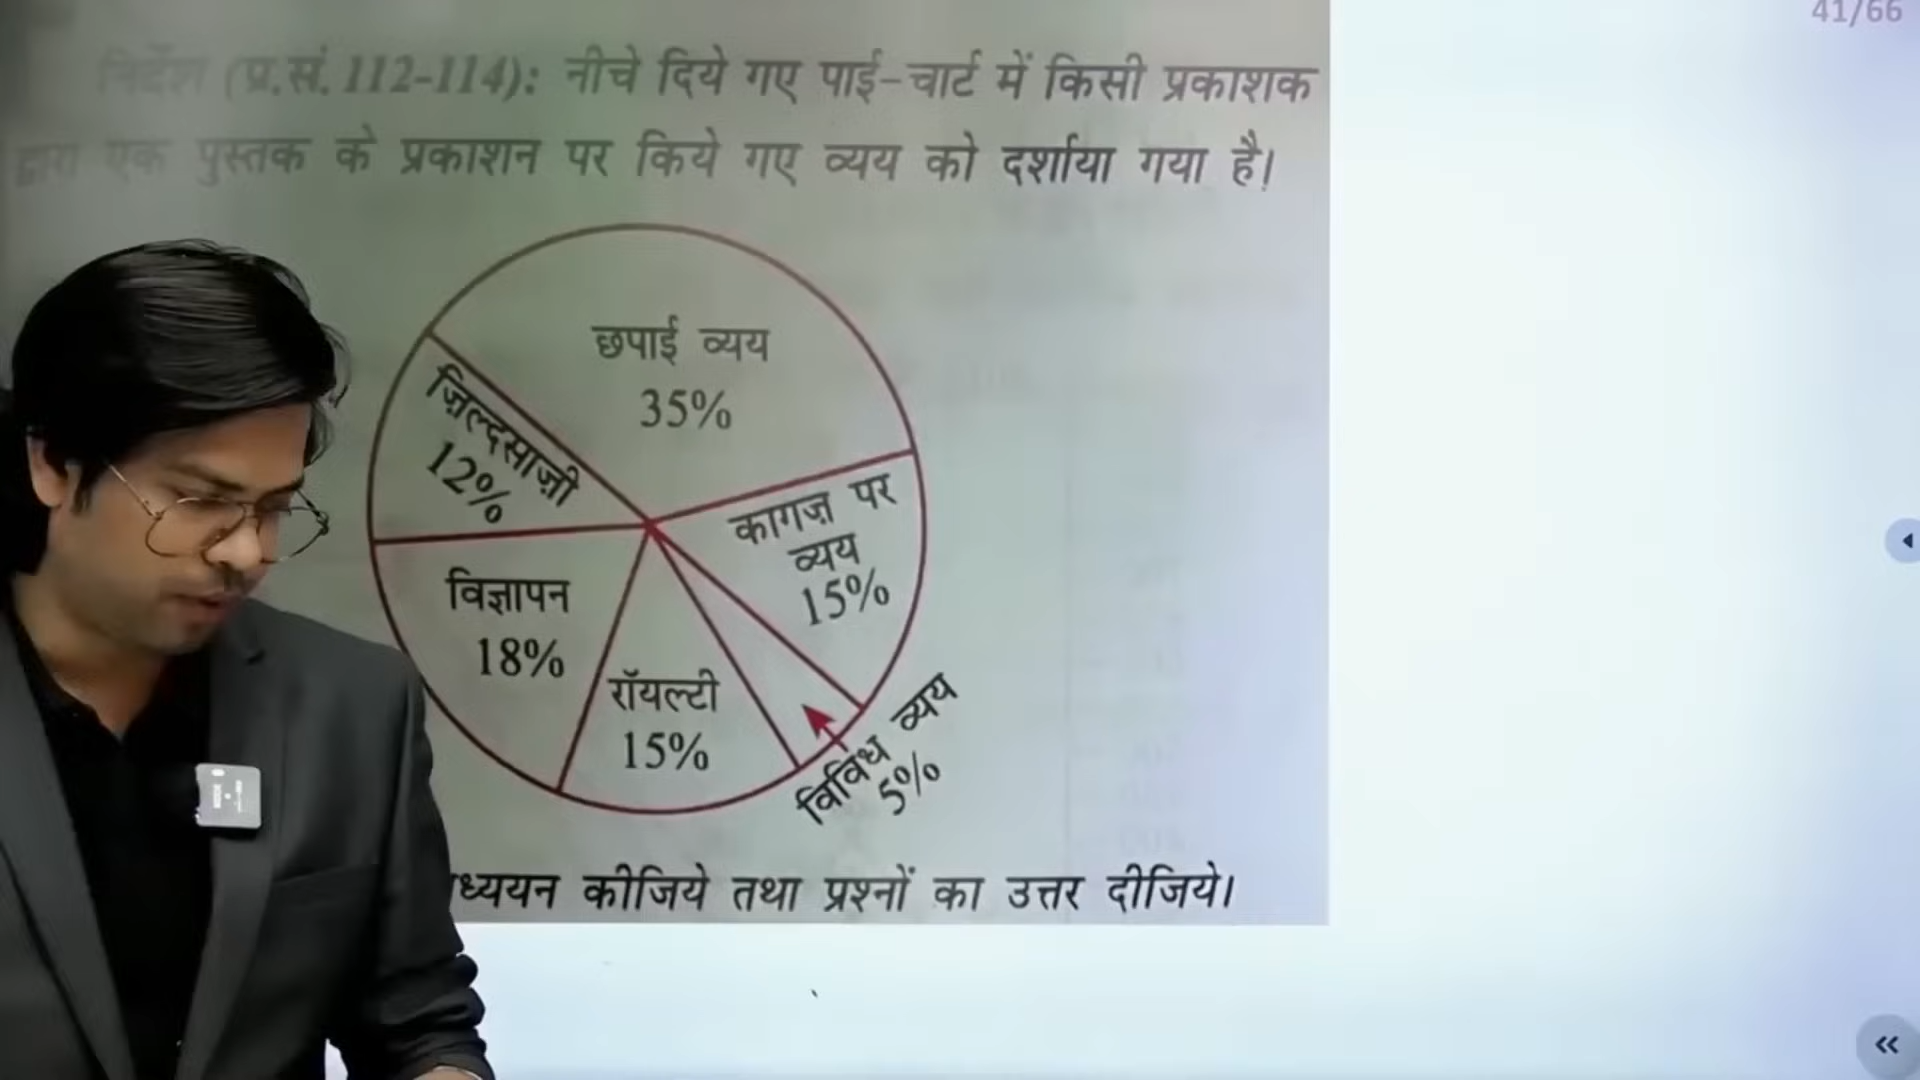 41/66
निर्देश (प्र.सं. 112-114): नीचे दिये गए पाई-चार्ट में किसी प्रकाशक
द्वारा एक पुस्तक के प्रकाशन पर किये गए व्यय को दर्शाया गया है।
छपाई व्यय
35%
ज़िल्दसाज़ी
12%
कागज़ पर
व्यय
15%
विज्ञापन
18%
रॉयल्टी
15%
विविध व्यय
5%
कीजिये तथा प्रश्नों का उत्तर दीजिये।